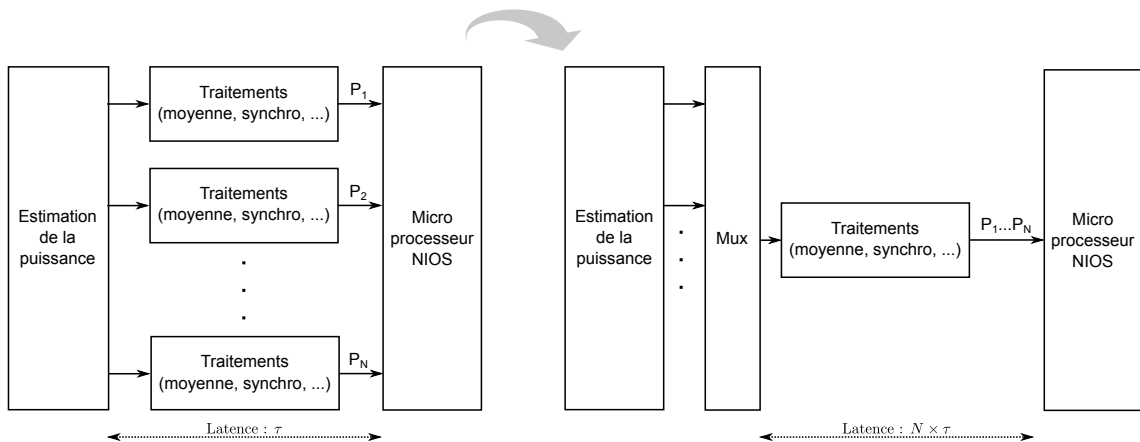 Estimation
de la
puissance
Traitements
(moyenne, synchro, ...)
P1
Traitements
(moyenne, synchro, ...)
P2
Traitements
(moyenne, synchro, ...)
PN
Micro
processeur
NIOS
Latence : τ
Estimation
de la
puissance
Mux
Traitements
(moyenne, synchro, ...)
P1...PN
Micro
processeur
NIOS
Latence : N × τ